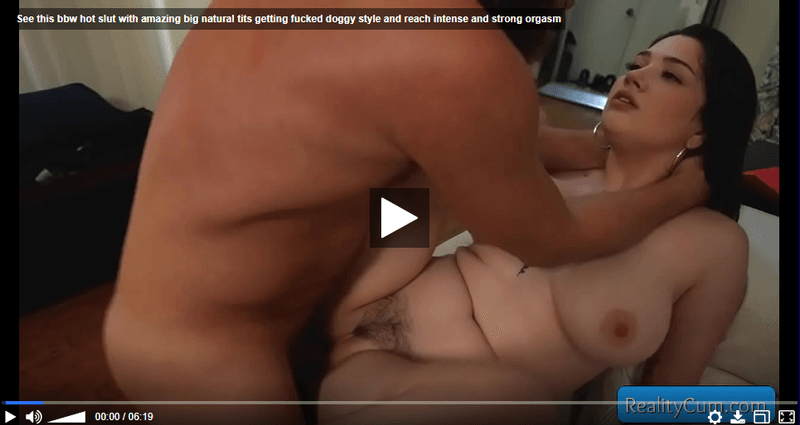 See this bbw hot slut with amazing big natural tits getting fucked doggy style and reach intense and strong orgasm
RealityCum.com
00:00 / 06:19